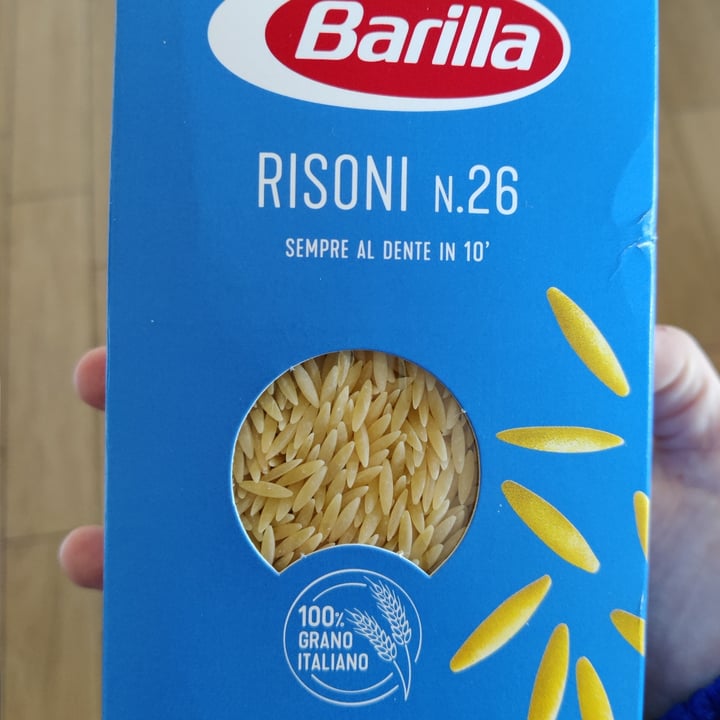 Barilla
RISONI N.26
SEMPRE AL DENTE IN 10'
100%
GRANO
ITALIANO